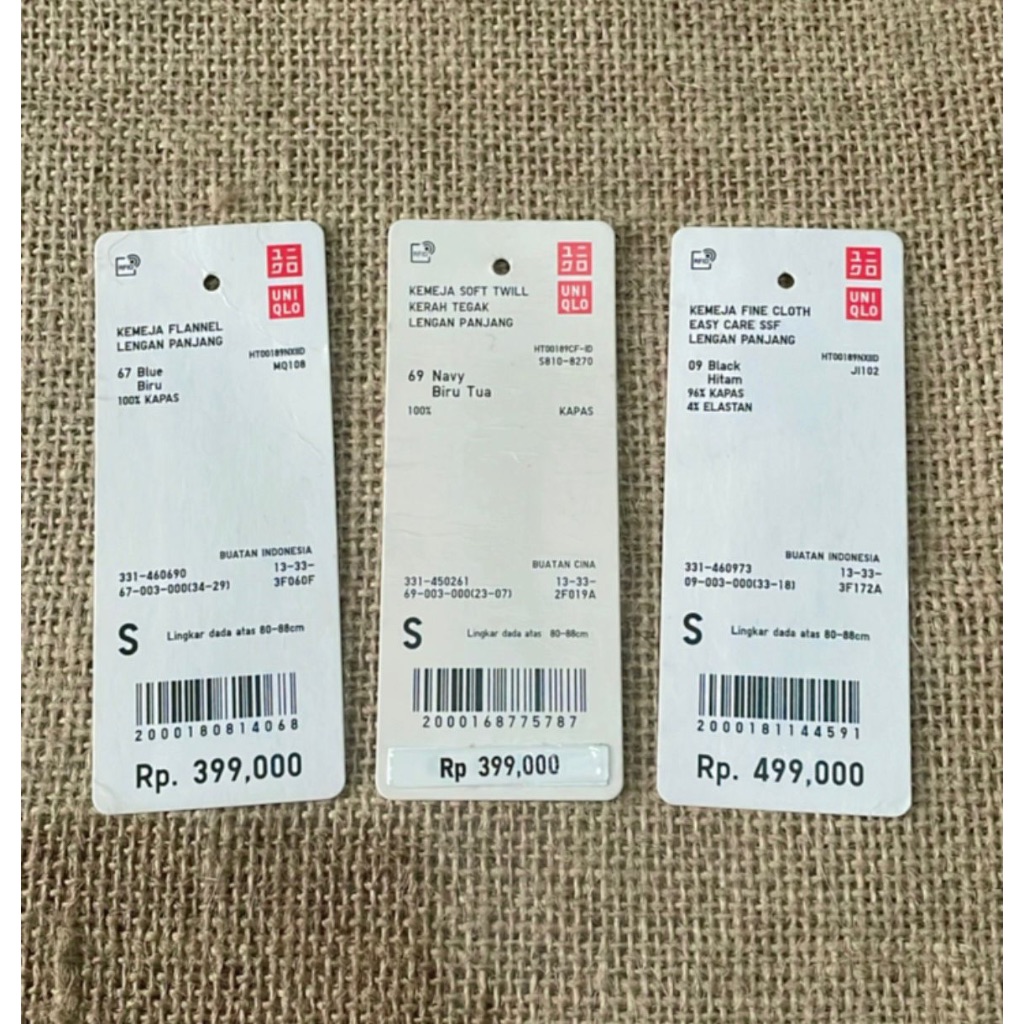 RFID
ユニ
クロ
UNI
QLO
KEMEJA FLANNEL
LENGAN PANJANG
HT00189NXIID
MQ108
67 Blue
Biru
100% KAPAS
BUATAN INDONESIA
331-460690 13-33-
67-003-000(34-29) 3F060F
S Lingkar dada atas 80-88cm
2000180814068
Rp. 399,000
RFID
ユニ
クロ
UNI
QLO
KEMEJA SOFT TWILL
KERAH TEGAK
LENGAN PANJANG
HT00189CF-ID
S810-8270
69 Navy
Biru Tua
100% KAPAS
BUATAN CINA
331-450261 13-33-
69-003-000(23-07) 2F019A
S Lingkar dada atas 80-88cm
2000168775787
Rp 399,000
RFID
ユニ
クロ
UNI
QLO
KEMEJA FINE CLOTH
EASY CARE SSF
LENGAN PANJANG
HT00189NXIID
JI102
09 Black
Hitam
96% KAPAS
4% ELASTAN
BUATAN INDONESIA
331-460973 13-33-
09-003-000(33-18) 3F172A
S Lingkar dada atas 80-88cm
2000181144591
Rp. 499,000